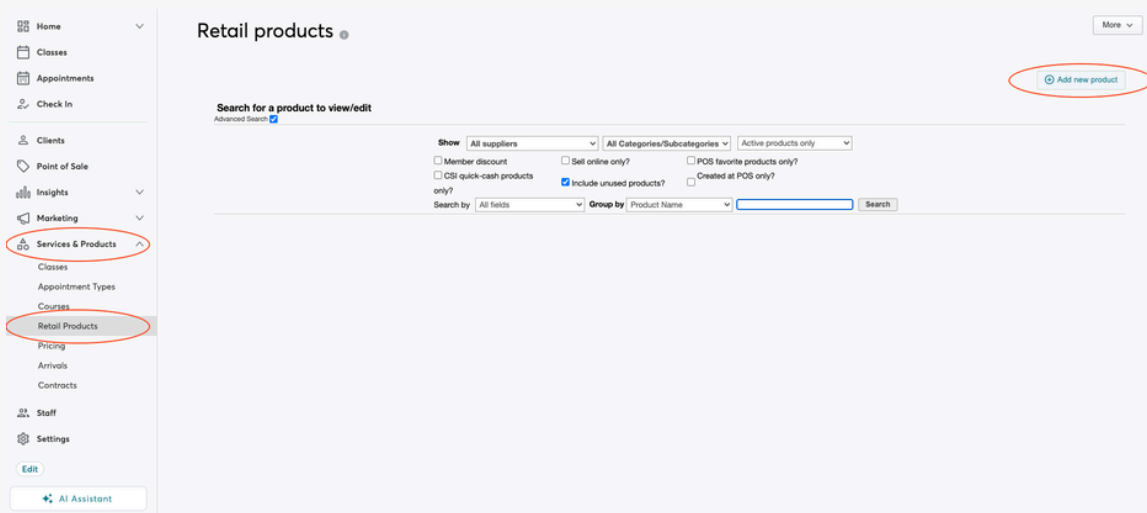 Home
Classes
Appointments
Check In
Clients
Point of Sale
Insights
Marketing
Services & Products
Classes
Appointment Types
Courses
Retail Products
Pricing
Arrivals
Contracts
Staff
Settings
Edit
AI Assistant
Retail products
More
Add new product
Search for a product to view/edit
Advanced Search
Show All suppliers All Categories/Subcategories Active products only
Member discount Sell online only? POS favorite products only?
CSI quick-cash products only? Include unused products? Created at POS only?
Search by All fields Group by Product Name Search